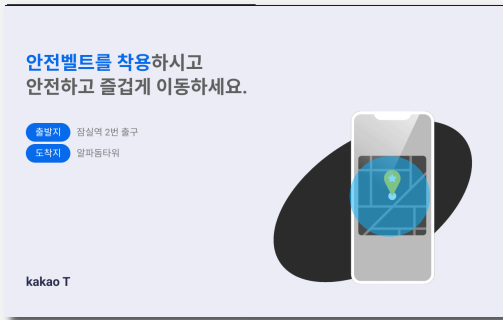 안전벨트를 착용하시고
안전하고 즐겁게 이동하세요.
출발지 잠실역 2번 출구
도착지 알파돔타워
kakao T